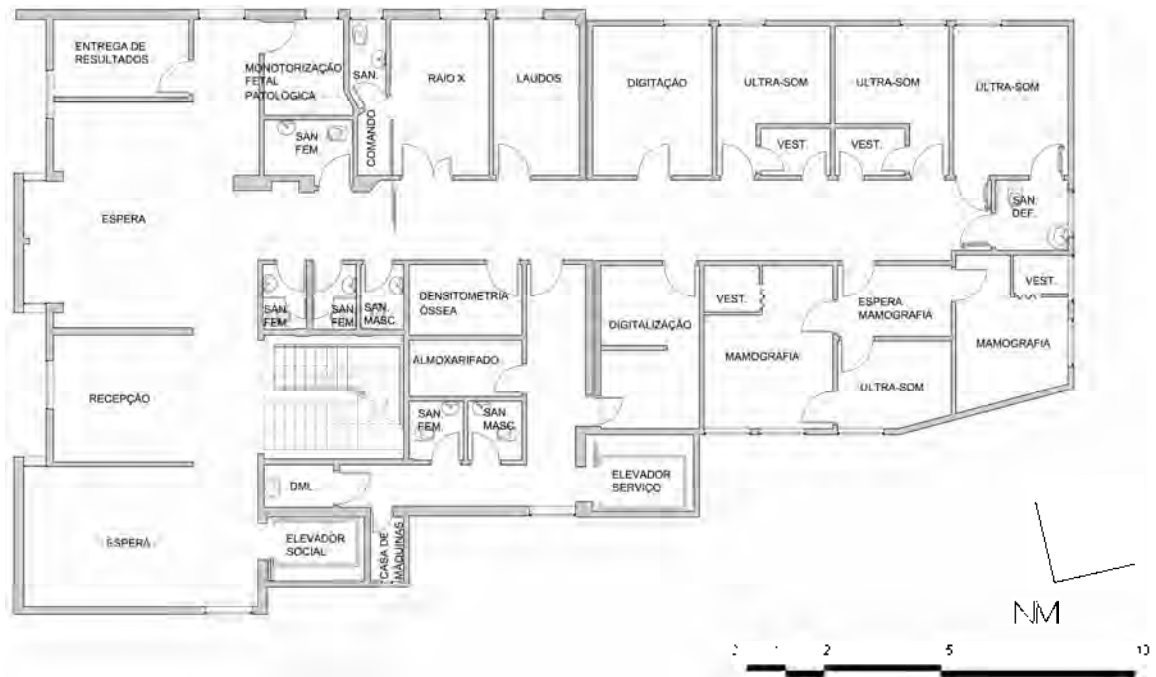 ENTREGA DE
RESULTADOS
MONOTORIZAÇÃO
FETAL
PATOLÓGICA
SAN.
RAIO X
LAUDOS
DIGITAÇÃO
ULTRA-SOM
ULTRA-SOM
ULTRA-SOM
SAN.
FEM.
COMANDO
VEST.
VEST.
ESPERA
SAN.
DEF.
SAN.
FEM.
SAN.
FEM.
SAN.
MASC.
DENSITOMETRIA
ÓSSEA
DIGITALIZAÇÃO
VEST.
ESPERA
MAMOGRAFIA
VEST.
MAMOGRAFIA
MAMOGRAFIA
ALMOXARIFADO
ULTRA-SOM
RECEPÇÃO
SAN.
FEM.
SAN.
MASC.
DML
ELEVADOR
SERVIÇO
ESPERA
ELEVADOR
SOCIAL
CASA DE
MÁQUINAS
NM
1 2 5 10